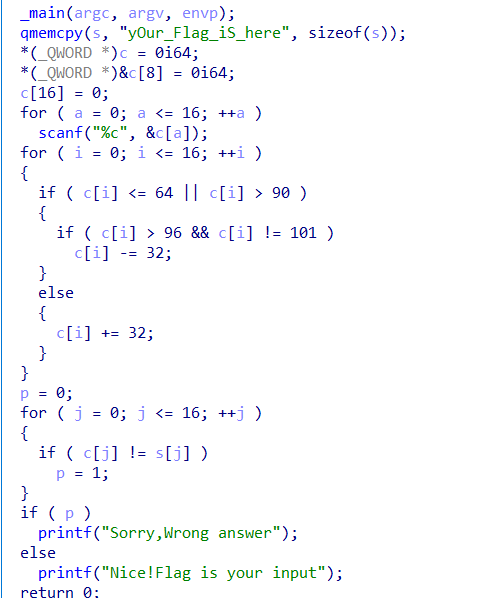 _main(argc, argv, envp);
qmemcpy(s, "yOur_Flag_iS_here", sizeof(s));
*(_QWORD *)c = 0i64;
*(_QWORD *)&c[8] = 0i64;
c[16] = 0;
for ( a = 0; a <= 16; ++a )
  scanf("%c", &c[a]);
for ( i = 0; i <= 16; ++i )
{
  if ( c[i] <= 64 || c[i] > 90 )
  {
    if ( c[i] > 96 && c[i] != 101 )
      c[i] -= 32;
  }
  else
  {
    c[i] += 32;
  }
}
p = 0;
for ( j = 0; j <= 16; ++j )
{
  if ( c[j] != s[j] )
    p = 1;
}
if ( p )
  printf("Sorry,Wrong answer");
else
  printf("Nice!Flag is your input");
return 0;